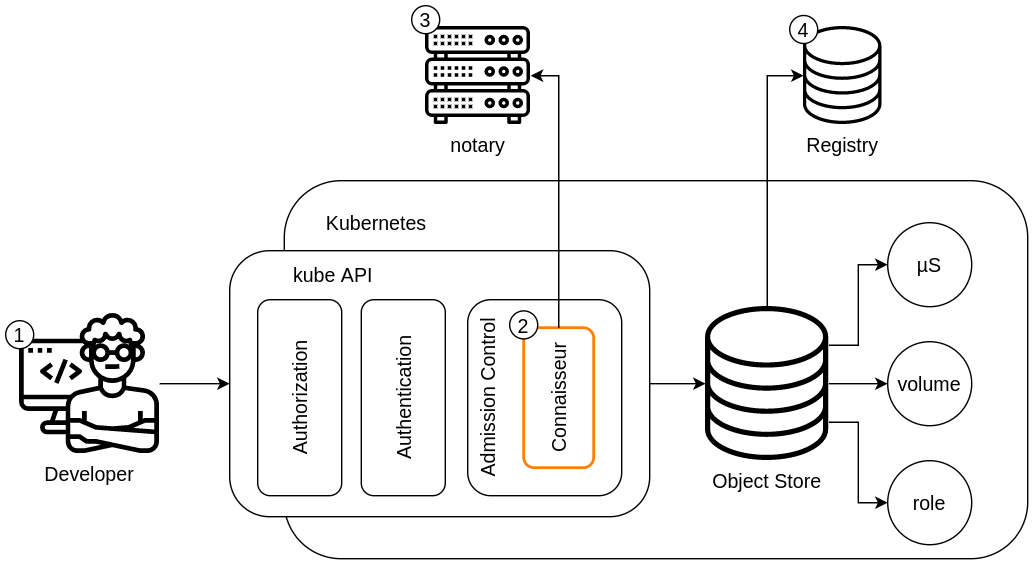 3
notary
4
Registry
Kubernetes
kube API
1
</>
Developer
Authorization
Authentication
Admission Control
2
Connaisseur
Object Store
µS
volume
role